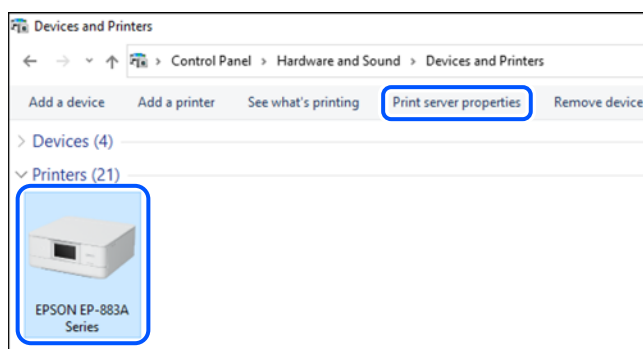 Devices and Printers
Control Panel > Hardware and Sound > Devices and Printers
Add a device Add a printer See what's printing Print server properties Remove device
Devices (4)
Printers (21)
EPSON EP-883A
Series